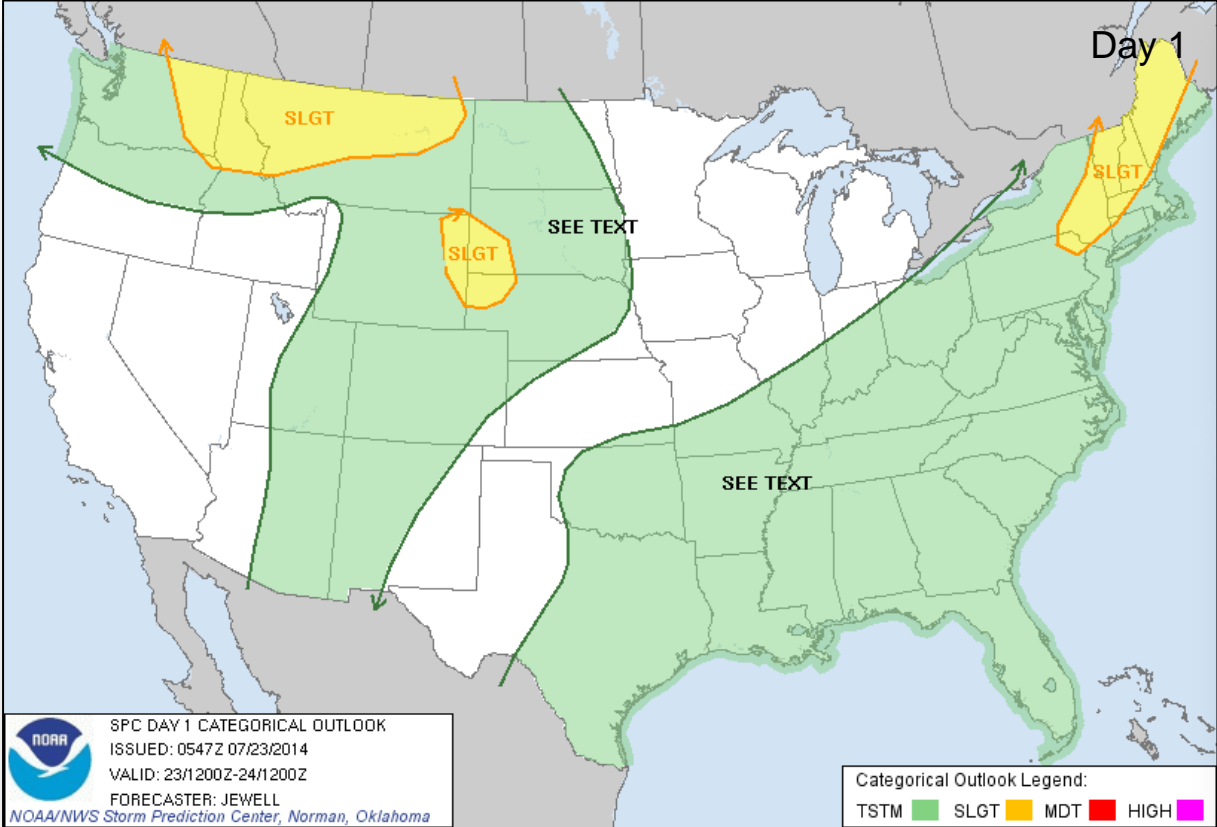 Day 1
SLGT
SLGT
SEE TEXT
SLGT
SEE TEXT
NOAA
SPC DAY 1 CATEGORICAL OUTLOOK
ISSUED: 0547Z 07/23/2014
VALID: 23/1200Z-24/1200Z
FORECASTER: JEWELL
NOAA/NWS Storm Prediction Center, Norman, Oklahoma
Categorical Outlook Legend:
TSTM SLGT MDT HIGH